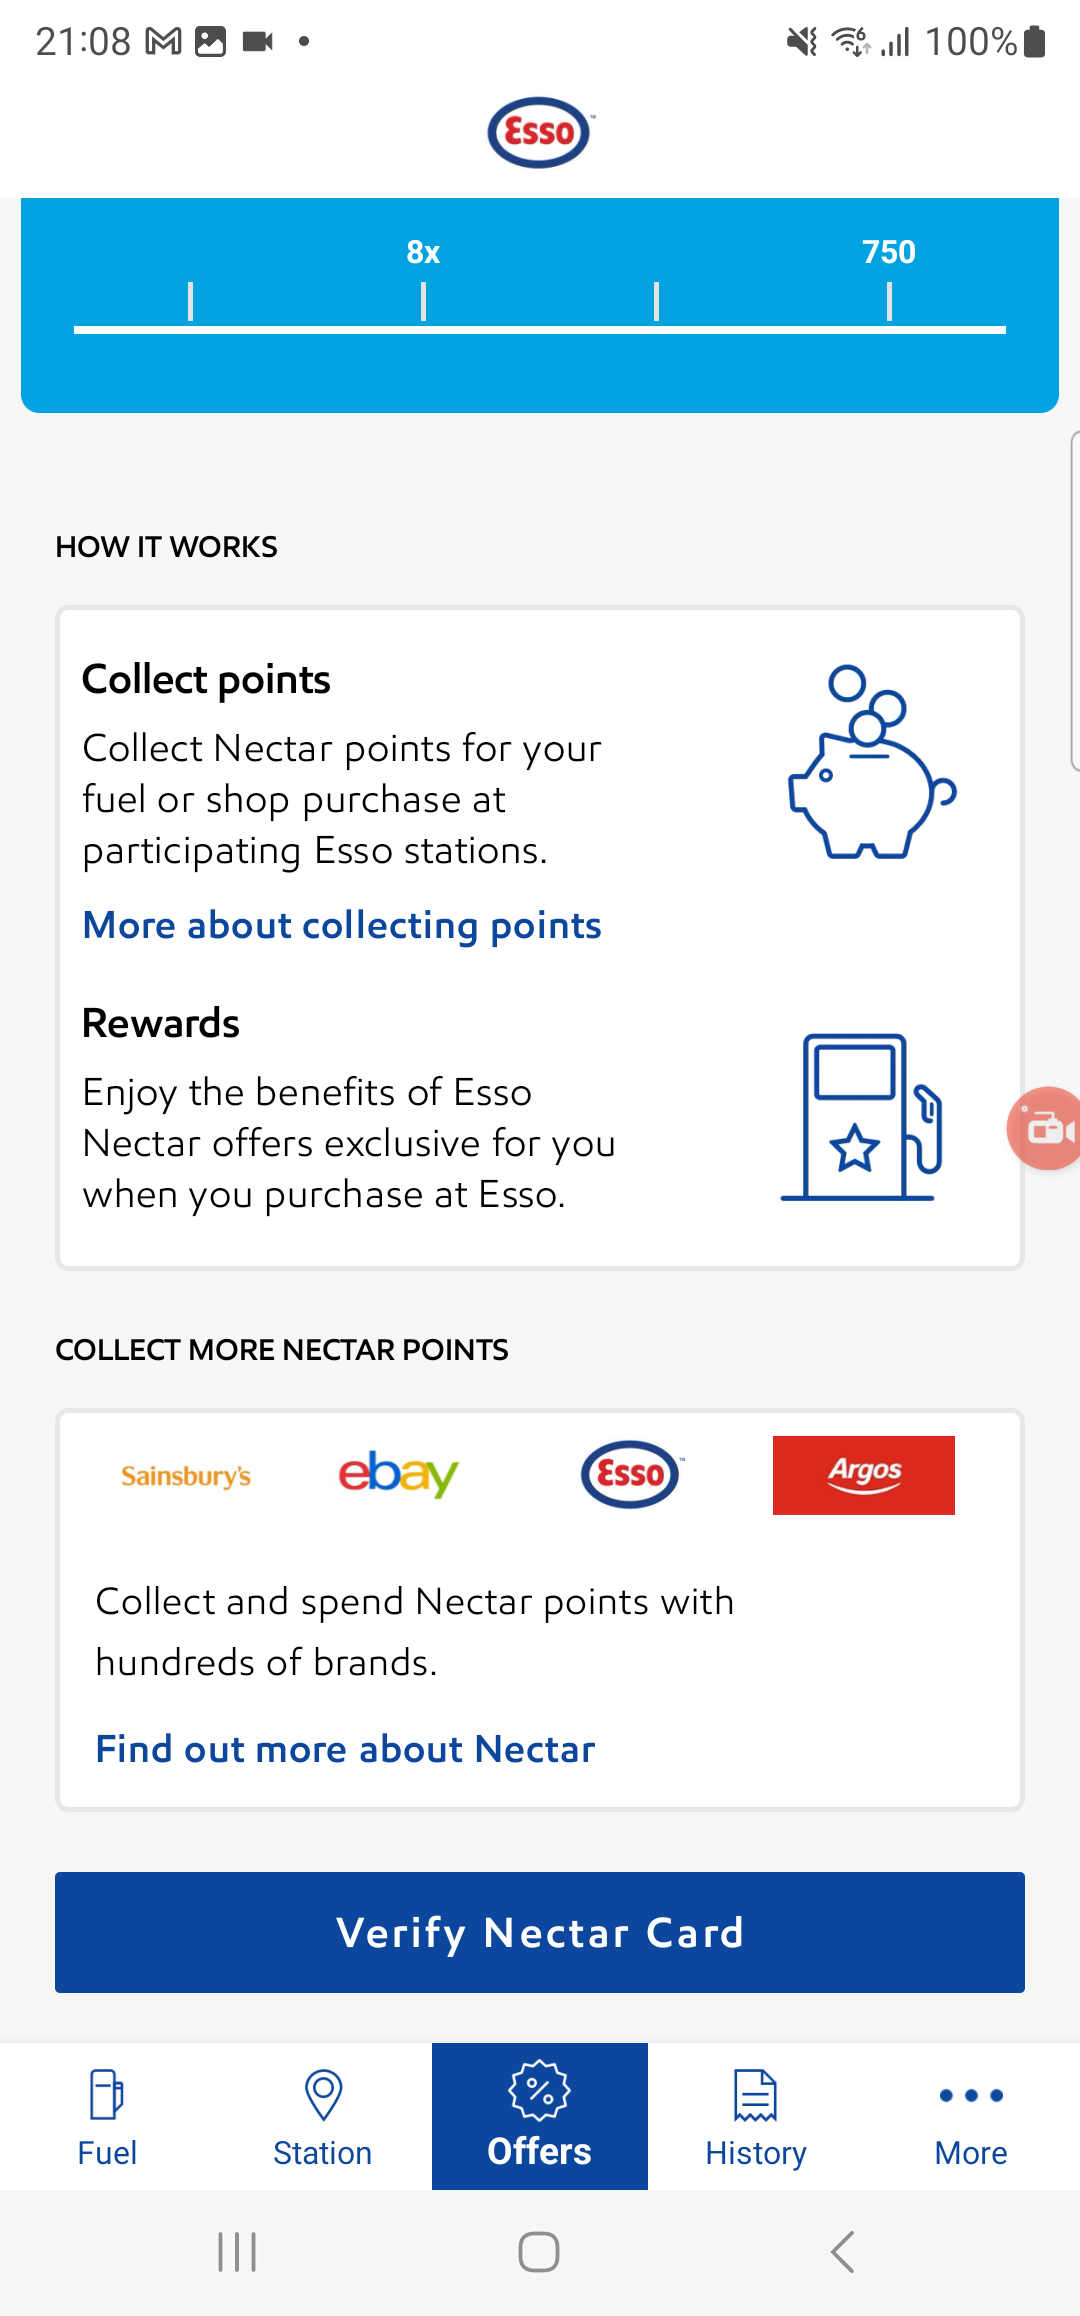 21:08
100%
Esso
8x 750
HOW IT WORKS
Collect points
Collect Nectar points for your
fuel or shop purchase at
participating Esso stations.
More about collecting points
Rewards
Enjoy the benefits of Esso
Nectar offers exclusive for you
when you purchase at Esso.
COLLECT MORE NECTAR POINTS
Sainsbury's ebay Esso Argos
Collect and spend Nectar points with
hundreds of brands.
Find out more about Nectar
Verify Nectar Card
Fuel Station Offers History More